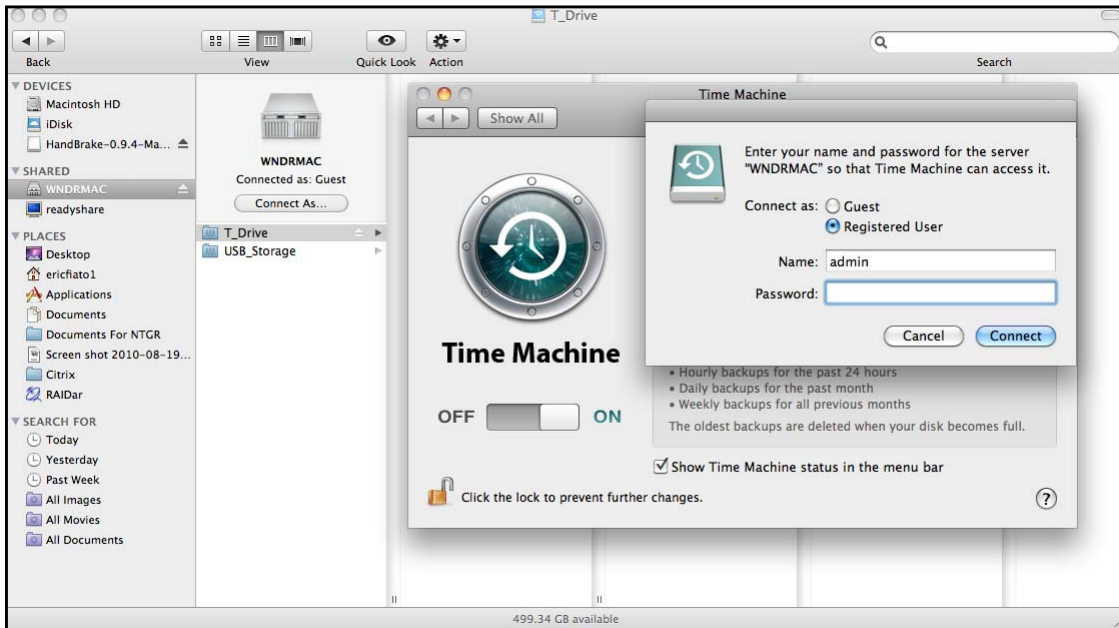 T_Drive
Back
View
Quick Look
Action
Search
DEVICES
Macintosh HD
iDisk
HandBrake-0.9.4-Ma...
SHARED
WNDRMAC
readyshare
PLACES
Desktop
ericfiato1
Applications
Documents
Documents For NTGR
Screen shot 2010-08-19...
Citrix
RAIDar
SEARCH FOR
Today
Yesterday
Past Week
All Images
All Movies
All Documents
WNDRMAC
Connected as: Guest
Connect As...
T_Drive
USB_Storage
Time Machine
Show All
Time Machine
OFF
ON
Enter your name and password for the server
“WNDRMAC” so that Time Machine can access it.
Connect as:
Guest
Registered User
Name: admin
Password:
Cancel
Connect
• Hourly backups for the past 24 hours
• Daily backups for the past month
• Weekly backups for all previous months
The oldest backups are deleted when your disk becomes full.
Show Time Machine status in the menu bar
Click the lock to prevent further changes.
?
499.34 GB available